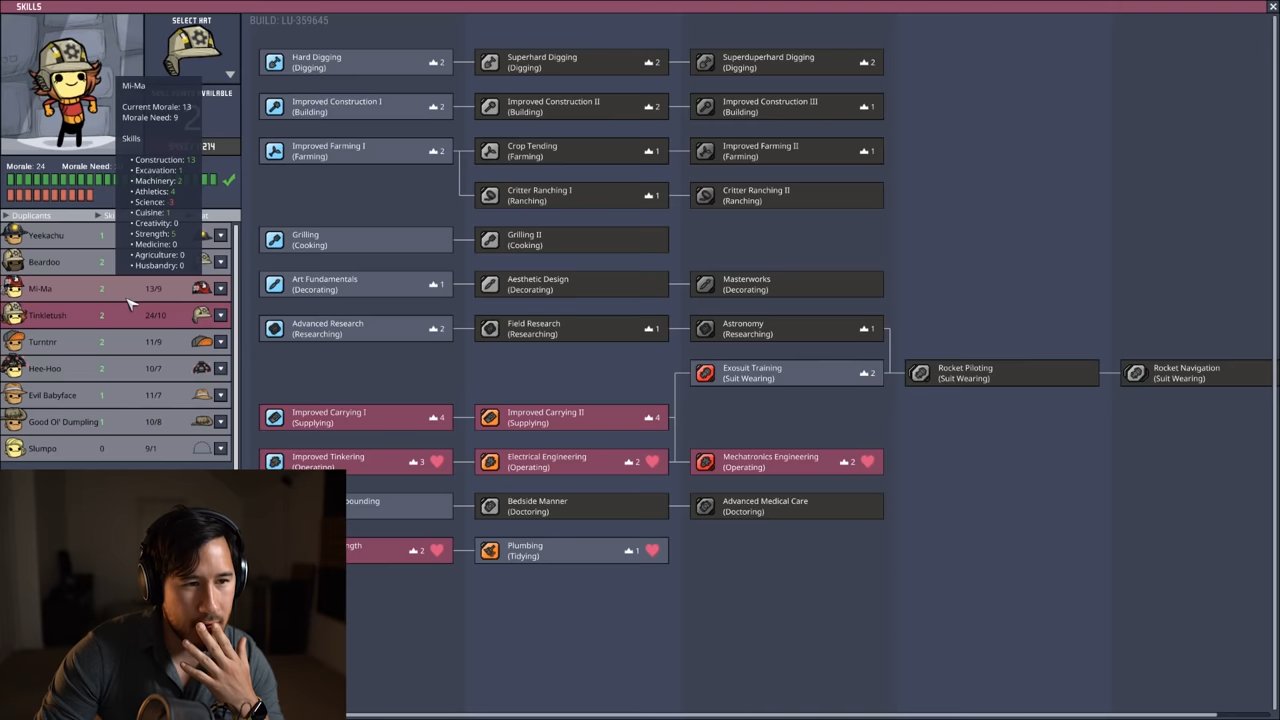 SKILLS
SELECT HAT
BUILD: LU-359645
Mi-Ma
Current Morale: 13
Morale Need: 9
Skills
• Construction: 13
• Excavation: 1
• Machinery: 2
• Athletics: 4
• Science: -3
• Cuisine: 1
• Creativity: 0
• Strength: 5
• Medicine: 0
• Agriculture: 0
• Husbandry: 0
AVAILABLE
2
214
Morale: 24
Morale Need:
Duplicants
Yeekachu 1
Beardoo 2
Mi-Ma 2 13/9
Tinkletush 2 24/10
Turntnr 2 11/9
Hee-Hoo 2 10/7
Evil Babyface 1 11/7
Good Ol' Dumpling 1 10/8
Slumpo 0 9/1
Hard Digging
(Digging)
2
Superhard Digging
(Digging)
2
Superduperhard Digging
(Digging)
2
Improved Construction I
(Building)
2
Improved Construction II
(Building)
2
Improved Construction III
(Building)
1
Improved Farming I
(Farming)
2
Crop Tending
(Farming)
1
Improved Farming II
(Farming)
1
Critter Ranching I
(Ranching)
1
Critter Ranching II
(Ranching)
Grilling
(Cooking)
Grilling II
(Cooking)
Art Fundamentals
(Decorating)
1
Aesthetic Design
(Decorating)
Masterworks
(Decorating)
Advanced Research
(Researching)
2
Field Research
(Researching)
1
Astronomy
(Researching)
1
Exosuit Training
(Suit Wearing)
2
Rocket Piloting
(Suit Wearing)
Rocket Navigation
(Suit Wearing)
Improved Carrying I
(Supplying)
4
Improved Carrying II
(Supplying)
4
Improved Tinkering
(Operating)
3
Electrical Engineering
(Operating)
2
Mechatronics Engineering
(Operating)
2
Bedside Manner
(Doctoring)
Advanced Medical Care
(Doctoring)
2
Plumbing
(Tidying)
1